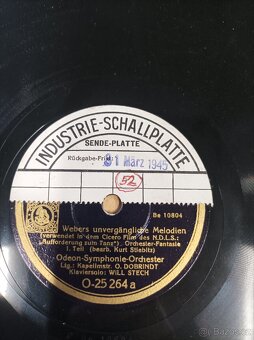 INDUSTRIE-SCHALLPLATTE
SENDE-PLATTE
Rückgabe-Frist:
31 März 1945
52
Be 10804
Webers unvergängliche Melodien
(verwendet in dem Cicero Film des N.D.L.S.:
„Aufforderung zum Tanz") Orchester-Fantasie
1. Teil (bearb. Kurt Stiebitz)
Odeon-Symphonie-Orchester
Ltg.: Kapellmstr. O. DOBRINDT
Klaviersolo: WILL STECH
O-25 264 a